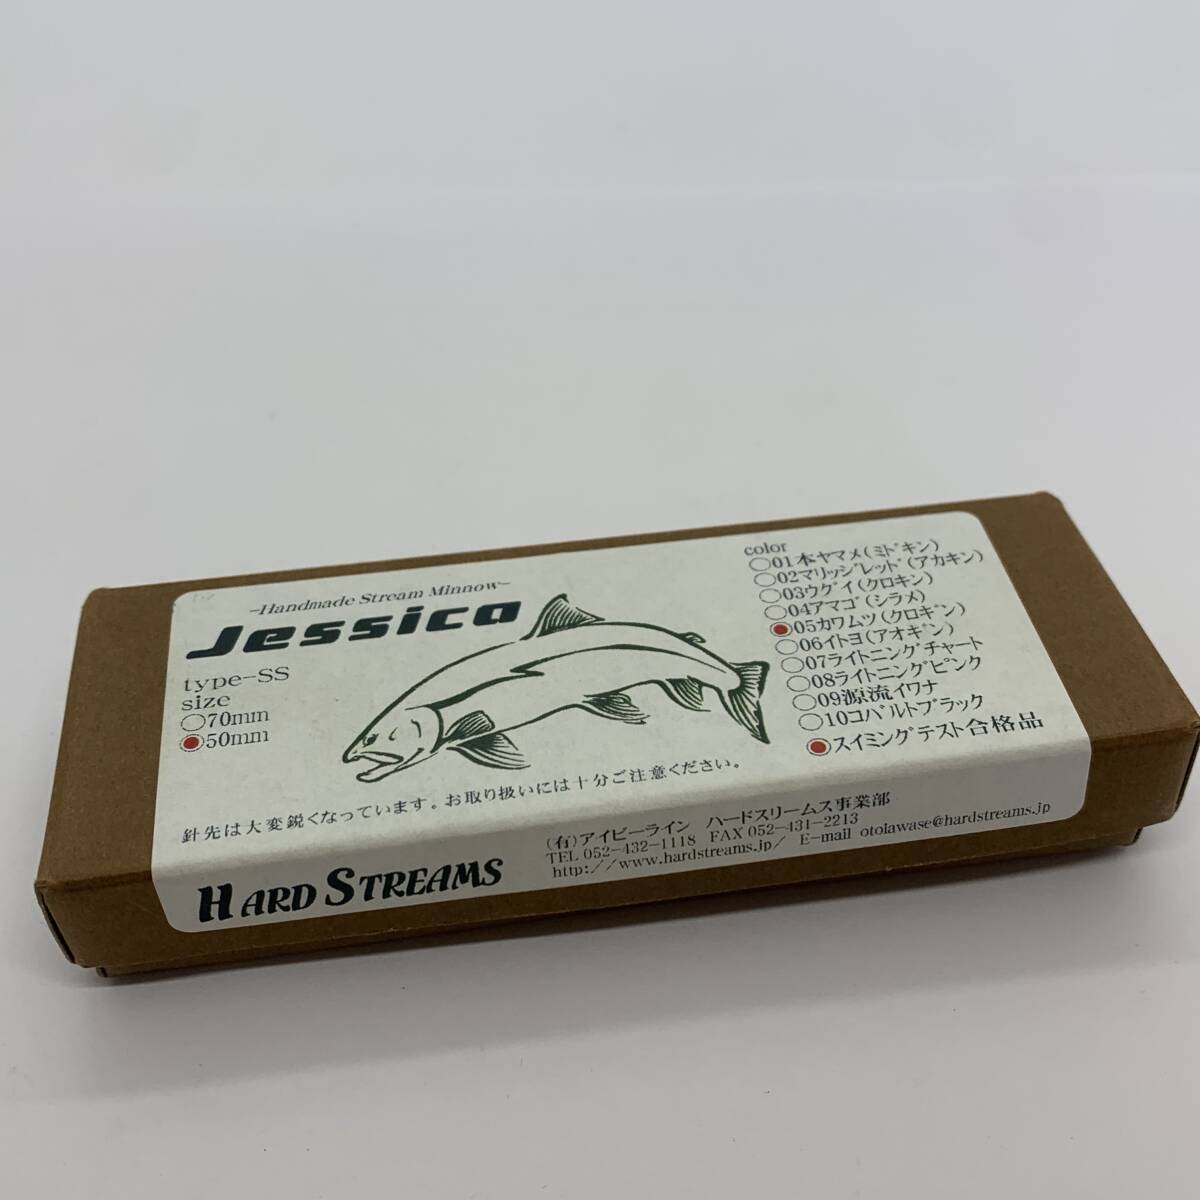 -Handmade Stream Minnow-
Jessica
type-SS
size
○70mm
◉50mm
針先は大変鋭くなっています。お取り扱いには十分ご注意ください。
color
○01本ヤマメ(ミドキン)
○02マリッジレッド(アカキン)
○03ウグイ(クロキン)
○04アマゴ(シラメ)
◉05カワムツ(クロギン)
○06イトヨ(アオギン)
○07ライトニングチャート
○08ライトニングピンク
○09源流イワナ
○10コバルトブラック
◉スイミングテスト合格品
HARD STREAMS
(有)アイビーライン ハードスリームス事業部
TEL 052-432-1118 FAX 052-431-2213
http://www.hardstreams.jp/ E-mail otolawase@hardstreams.jp